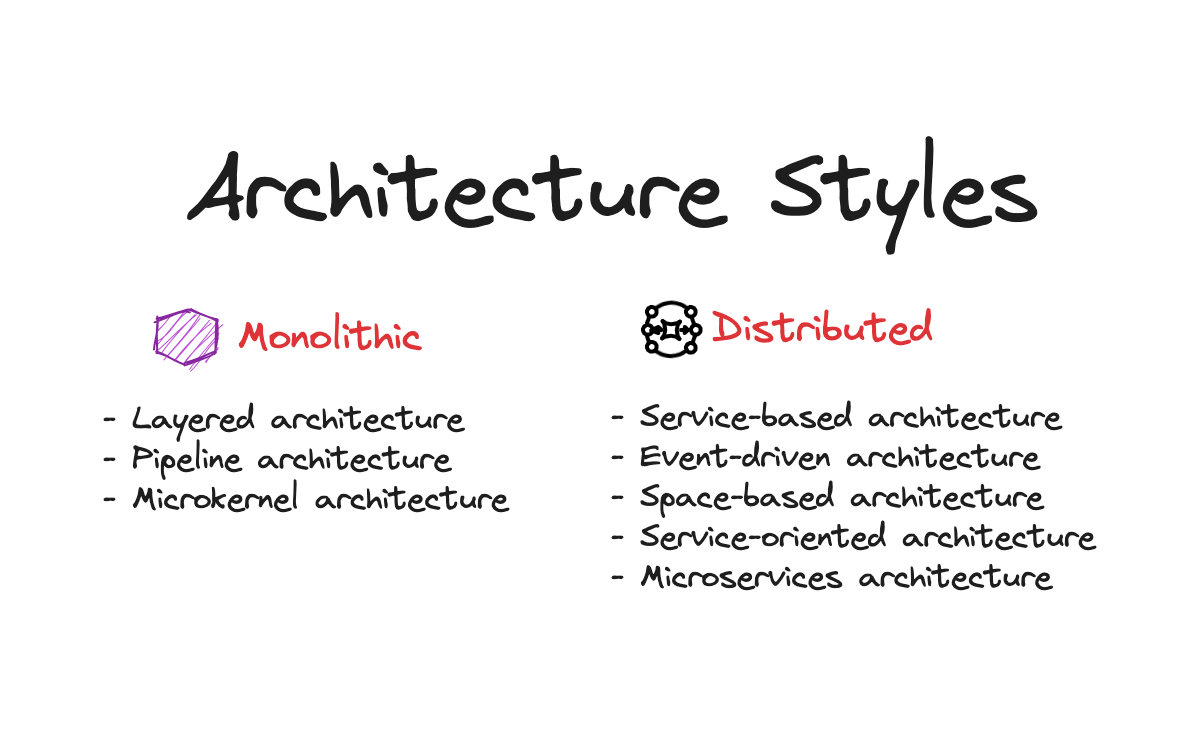 Architecture Styles
Monolithic
- Layered architecture
- Pipeline architecture
- Microkernel architecture
Distributed
- Service-based architecture
- Event-driven architecture
- Space-based architecture
- Service-oriented architecture
- Microservices architecture